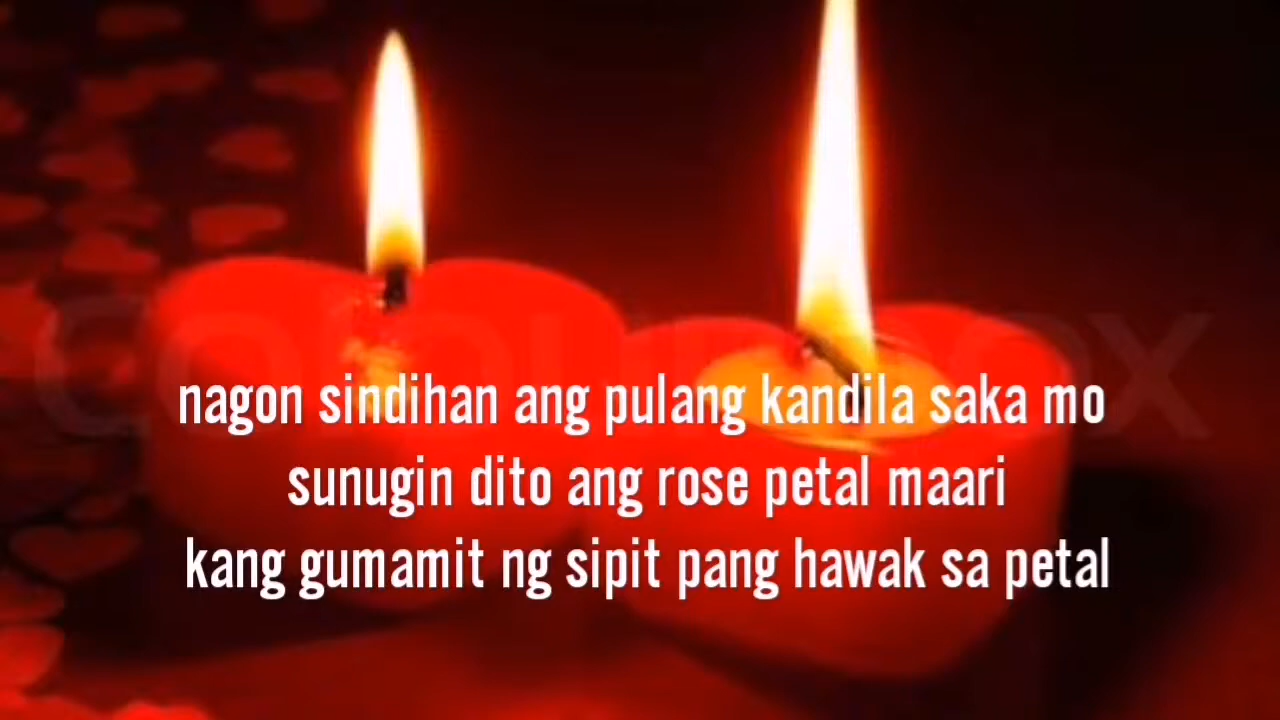 nagon sindihan ang pulang kandila saka mo
sunugin dito ang rose petal maari
kang gumamit ng sipit pang hawak sa petal